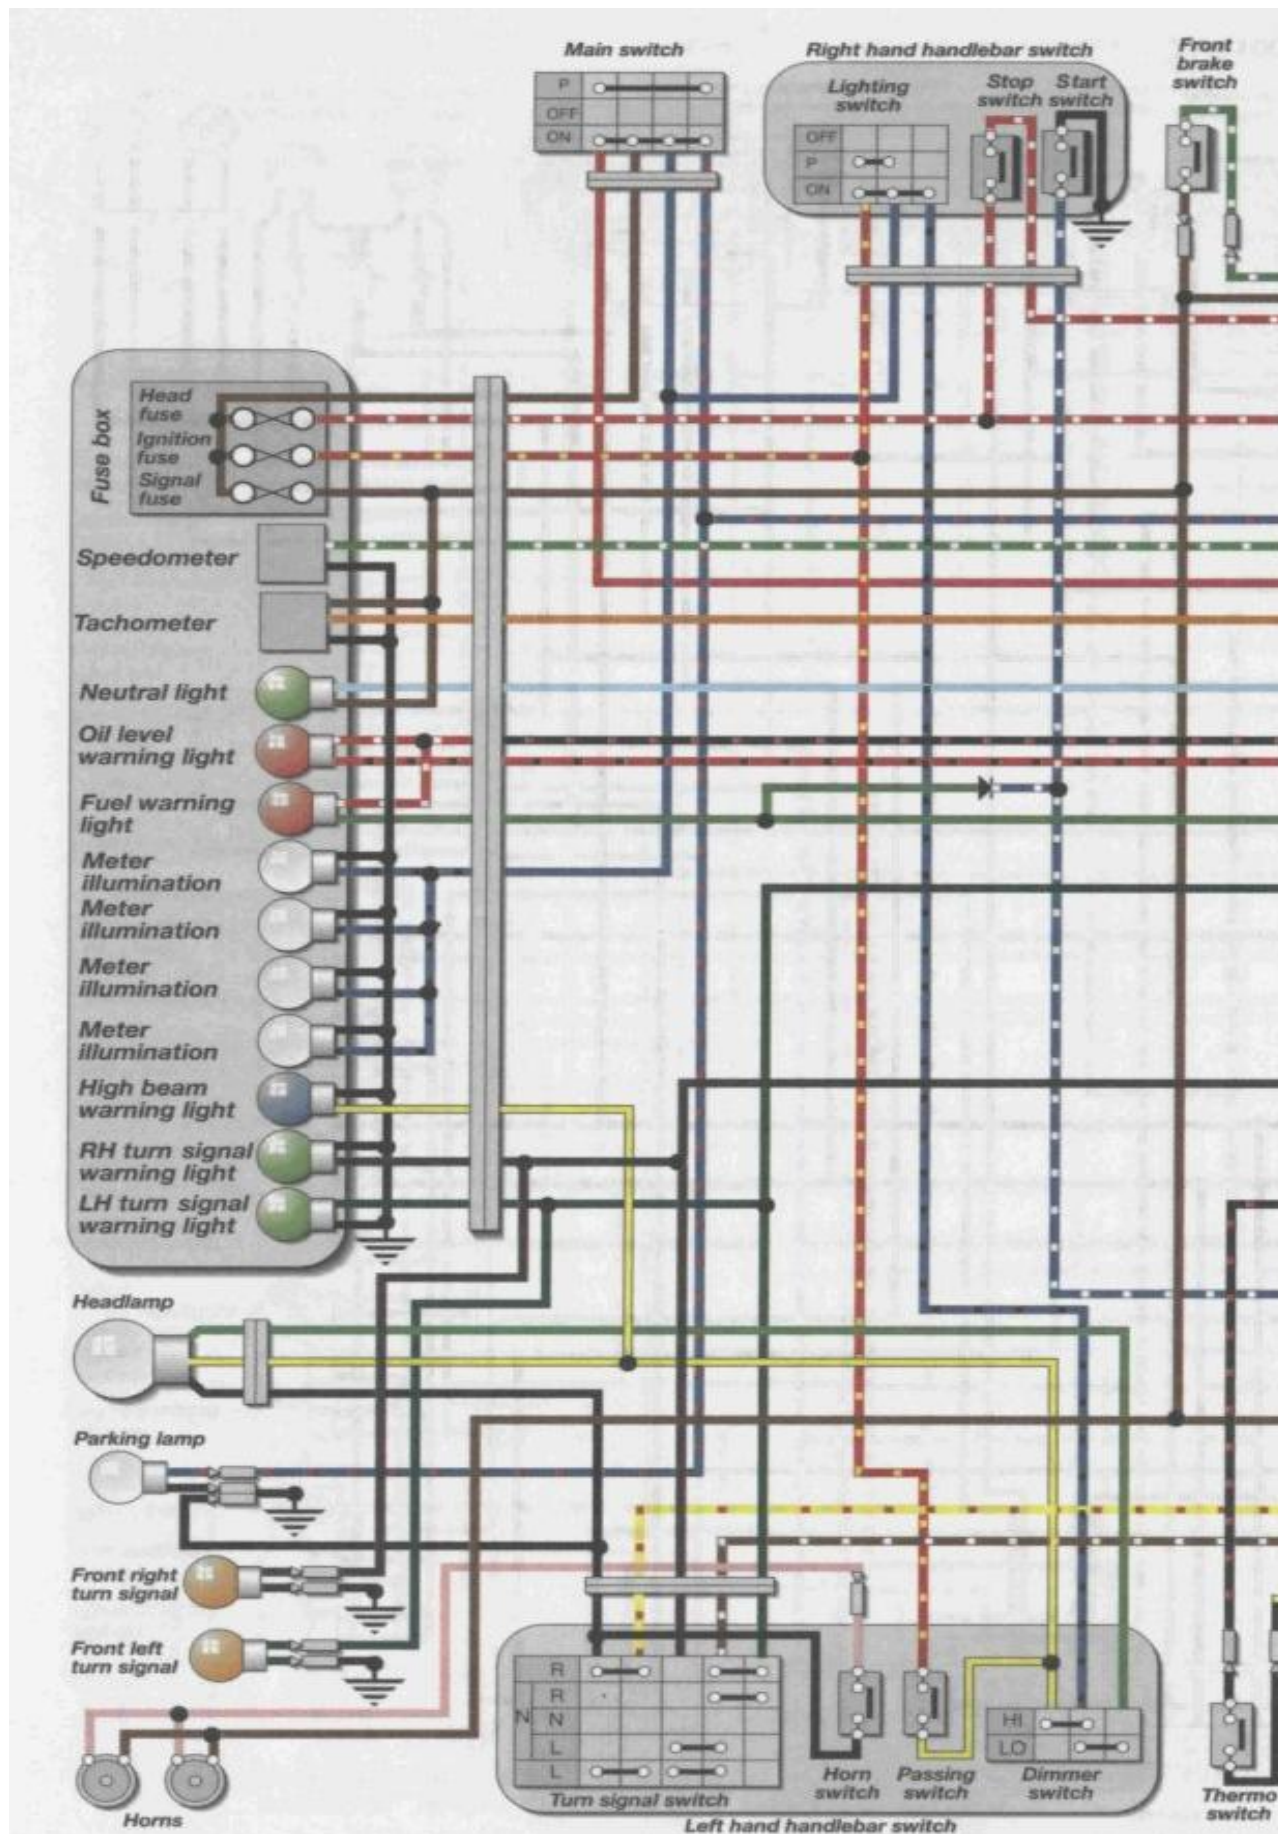 Main switch
P
OFF
ON
Right hand handlebar switch
Lighting
switch
OFF
P
ON
Stop
switch
Start
switch
Front
brake
switch
Fuse box
Head
fuse
Ignition
fuse
Signal
fuse
Speedometer
Tachometer
Neutral light
Oil level
warning light
Fuel warning
light
Meter
illumination
Meter
illumination
Meter
illumination
Meter
illumination
High beam
warning light
RH turn signal
warning light
LH turn signal
warning light
Headlamp
Parking lamp
Front right
turn signal
Front left
turn signal
Horns
R
R
N
N
L
L
Turn signal switch
Horn
switch
Passing
switch
HI
LO
Dimmer
switch
Left hand handlebar switch
Thermo
switch